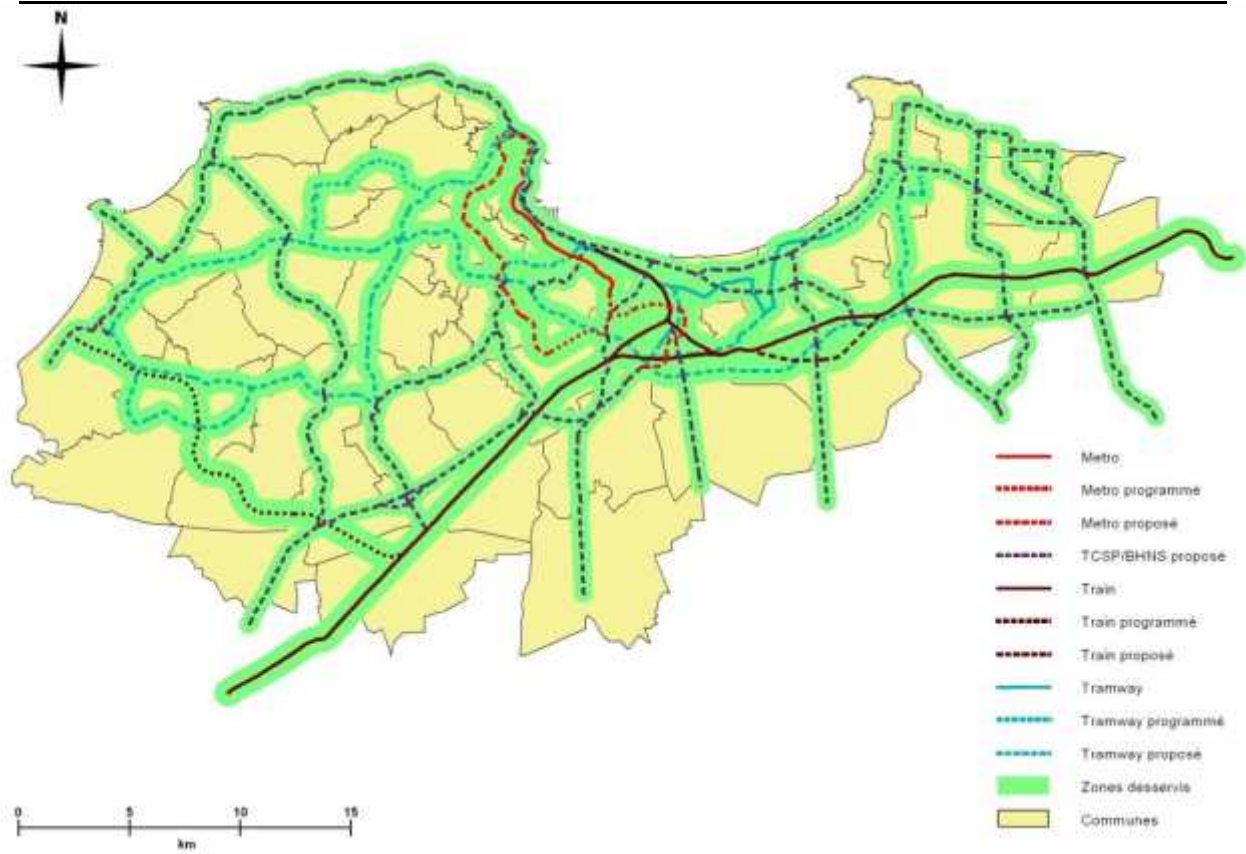 N
Metro
Metro programmé
Metro proposé
TCSP/BHNS proposé
Train
Train programmé
Train proposé
Tramway
Tramway programmé
Tramway proposé
Zones desservis
Communes
0 5 10 15
km